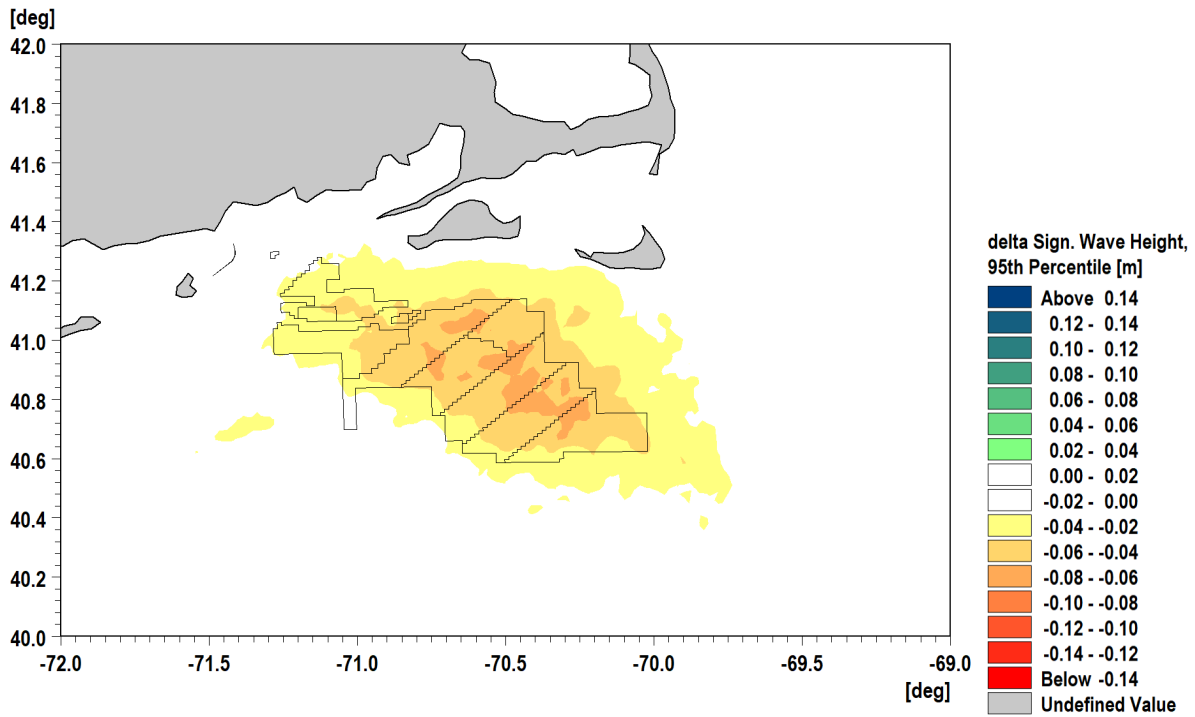 [deg]
42.0
41.8
41.6
41.4
41.2
41.0
40.8
40.6
40.4
40.2
40.0
-72.0 -71.5 -71.0 -70.5 -70.0 -69.5 -69.0
[deg]
delta Sign. Wave Height,
95th Percentile [m]
Above 0.14
0.12 - 0.14
0.10 - 0.12
0.08 - 0.10
0.06 - 0.08
0.04 - 0.06
0.02 - 0.04
0.00 - 0.02
-0.02 - 0.00
-0.04 - -0.02
-0.06 - -0.04
-0.08 - -0.06
-0.10 - -0.08
-0.12 - -0.10
-0.14 - -0.12
Below -0.14
Undefined Value